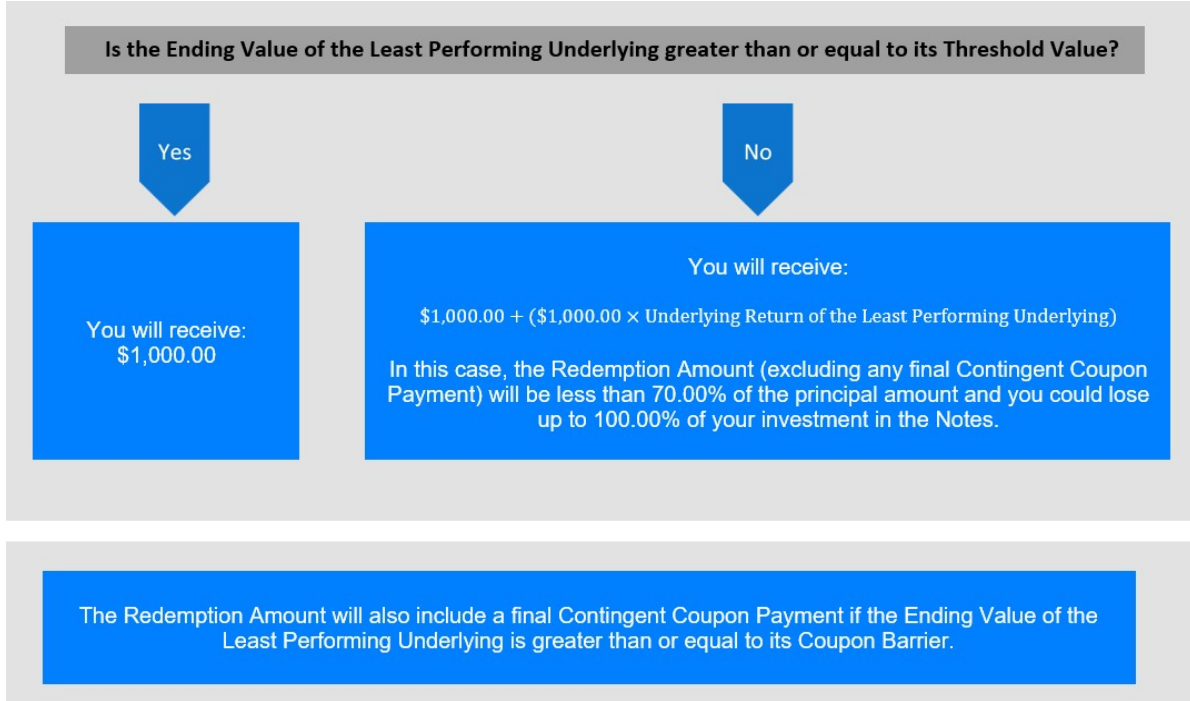 Is the Ending Value of the Least Performing Underlying greater than or equal to its Threshold Value?
Yes
No
You will receive:
$1,000.00
You will receive:
$1,000.00 + ($1,000.00 × Underlying Return of the Least Performing Underlying)
In this case, the Redemption Amount (excluding any final Contingent Coupon
Payment) will be less than 70.00% of the principal amount and you could lose
up to 100.00% of your investment in the Notes.
The Redemption Amount will also include a final Contingent Coupon Payment if the Ending Value of the
Least Performing Underlying is greater than or equal to its Coupon Barrier.